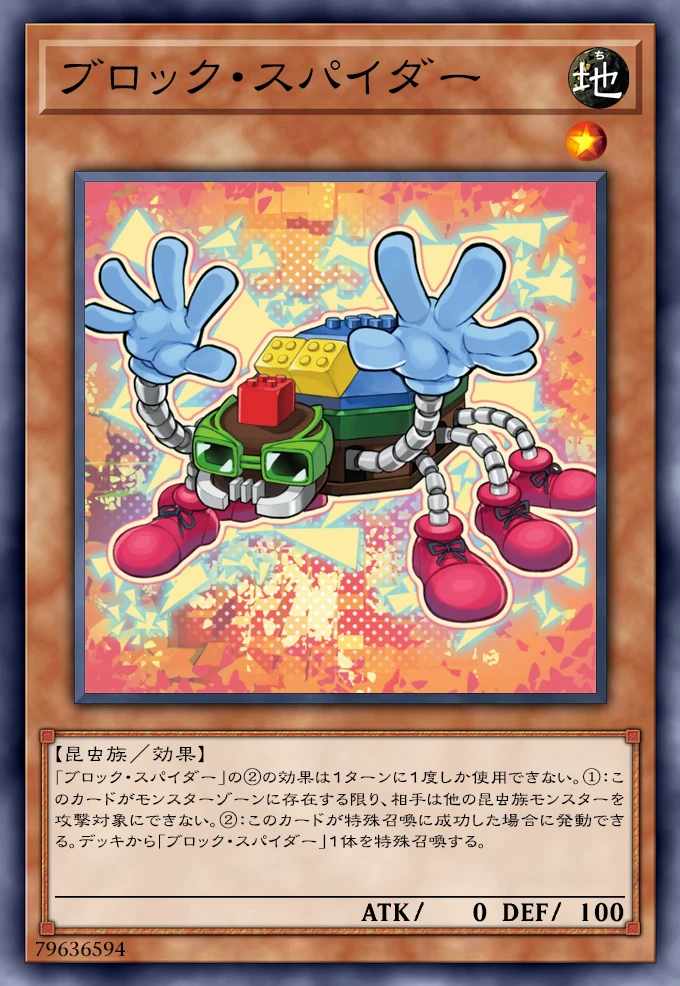 ブロック・スパイダー
ち
地
【昆虫族／効果】
「ブロック・スパイダー」の②の効果は1ターンに1度しか使用できない。①：こ
のカードがモンスターゾーンに存在する限り、相手は他の昆虫族モンスターを
攻撃対象にできない。②：このカードが特殊召喚に成功した場合に発動でき
る。デッキから「ブロック・スパイダー」1体を特殊召喚する。
ATK/ 0 DEF/ 100
79636594